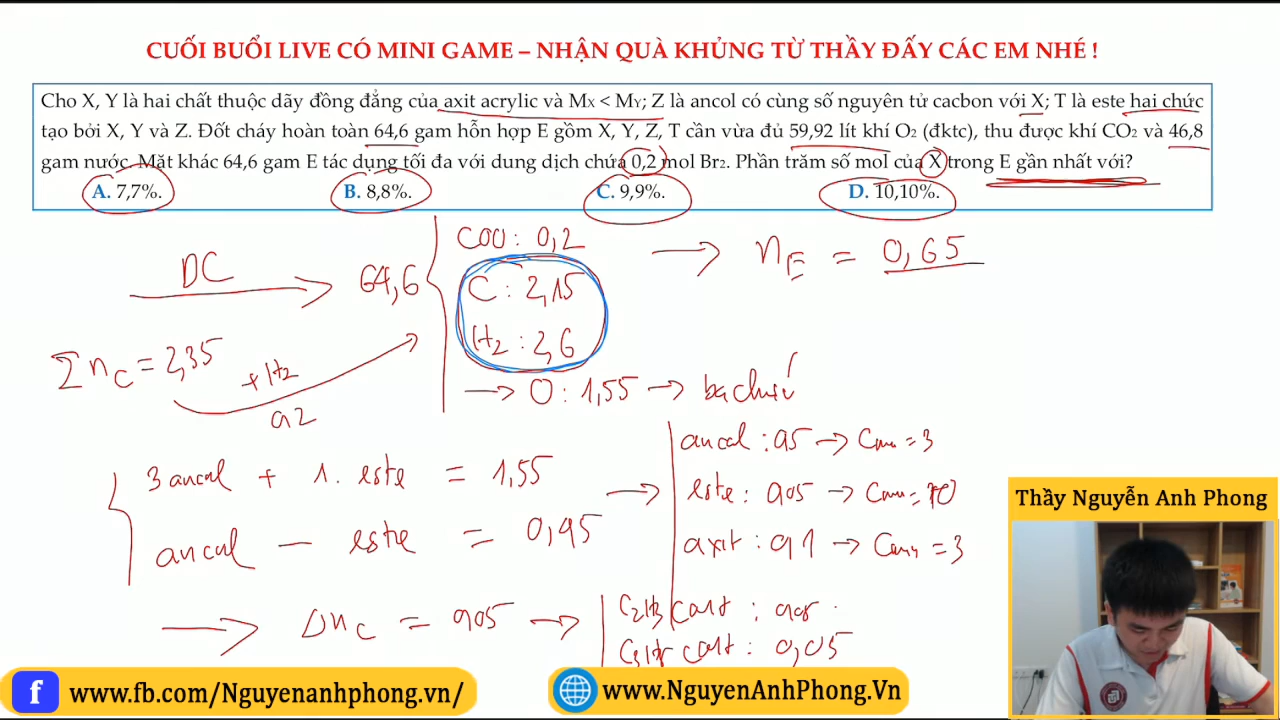 CUỐI BUỔI LIVE CÓ MINI GAME – NHẬN QUÀ KHỦNG TỪ THẦY ĐẤY CÁC EM NHÉ !
Cho X, Y là hai chất thuộc dãy đồng đẳng của axit acrylic và Mx < My; Z là ancol có cùng số nguyên tử cacbon với X; T là este hai chức
tạo bởi X, Y và Z. Đốt cháy hoàn toàn 64,6 gam hỗn hợp E gồm X, Y, Z, T cần vừa đủ 59,92 lít khí O₂ (đktc), thu được khí CO₂ và 46,8
gam nước. Mặt khác 64,6 gam E tác dụng tối đa với dung dịch chứa 0,2 mol Br₂. Phần trăm số mol của X trong E gần nhất với?
A. 7,7%. B. 8,8%. C. 9,9%. D. 10,10%.
DC
64,6
COO : 0,2
C : 2,15
H₂ : 2,6
→ O : 1,55 →
→ nE = 0,65
Σ nC = 2,35
+ H₂
0,2
3 ancol + 1. este = 1,55
ancol – este = 0,45
→ ancol : 0,5 → Cmax = 3
este : 0,05 → Cmax = 10
axit : 0,1 → Cmax = 3
→ ΔnC = 0,05 →
C₂H₃COOH : 0,05
C₃H₅COOH : 0,05
Thầy Nguyễn Anh Phong
f www.fb.com/Nguyenanhphong.vn/
www.NguyenAnhPhong.Vn